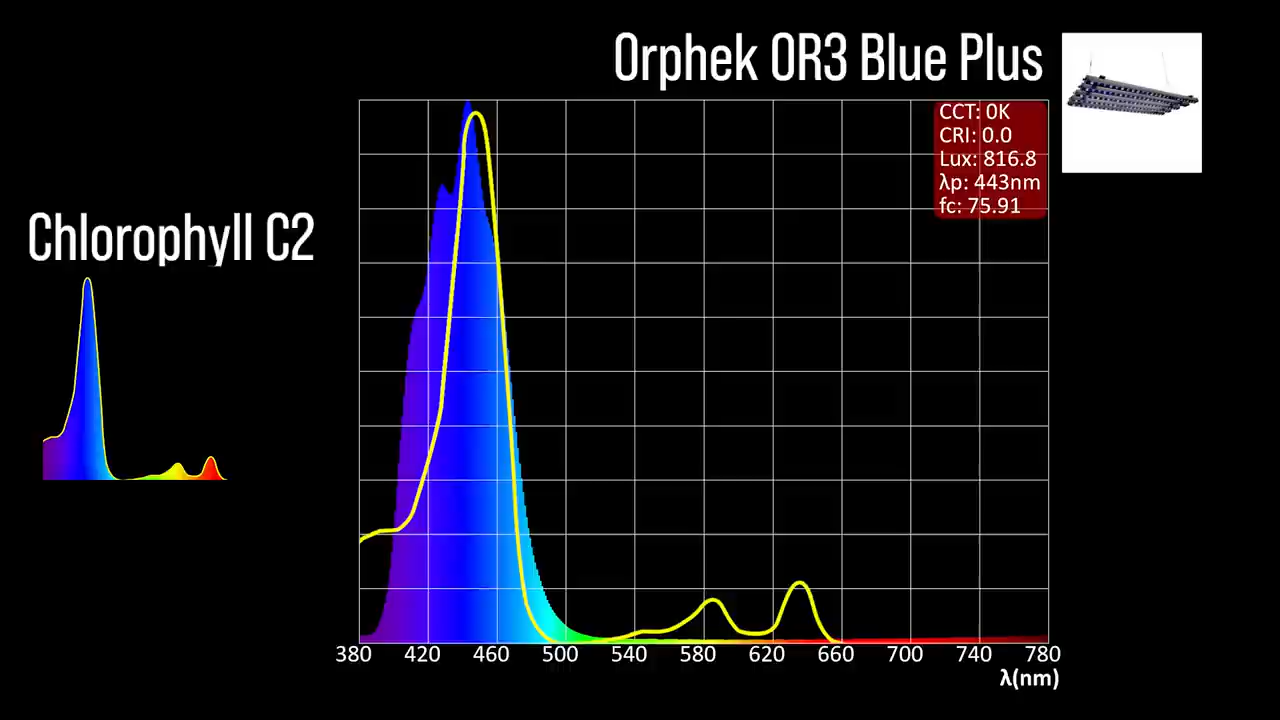 Orphek OR3 Blue Plus
CCT: 0K
CRI: 0.0
Lux: 816.8
λp: 443nm
fc: 75.91
Chlorophyll C2
380 420 460 500 540 580 620 660 700 740 780
λ(nm)